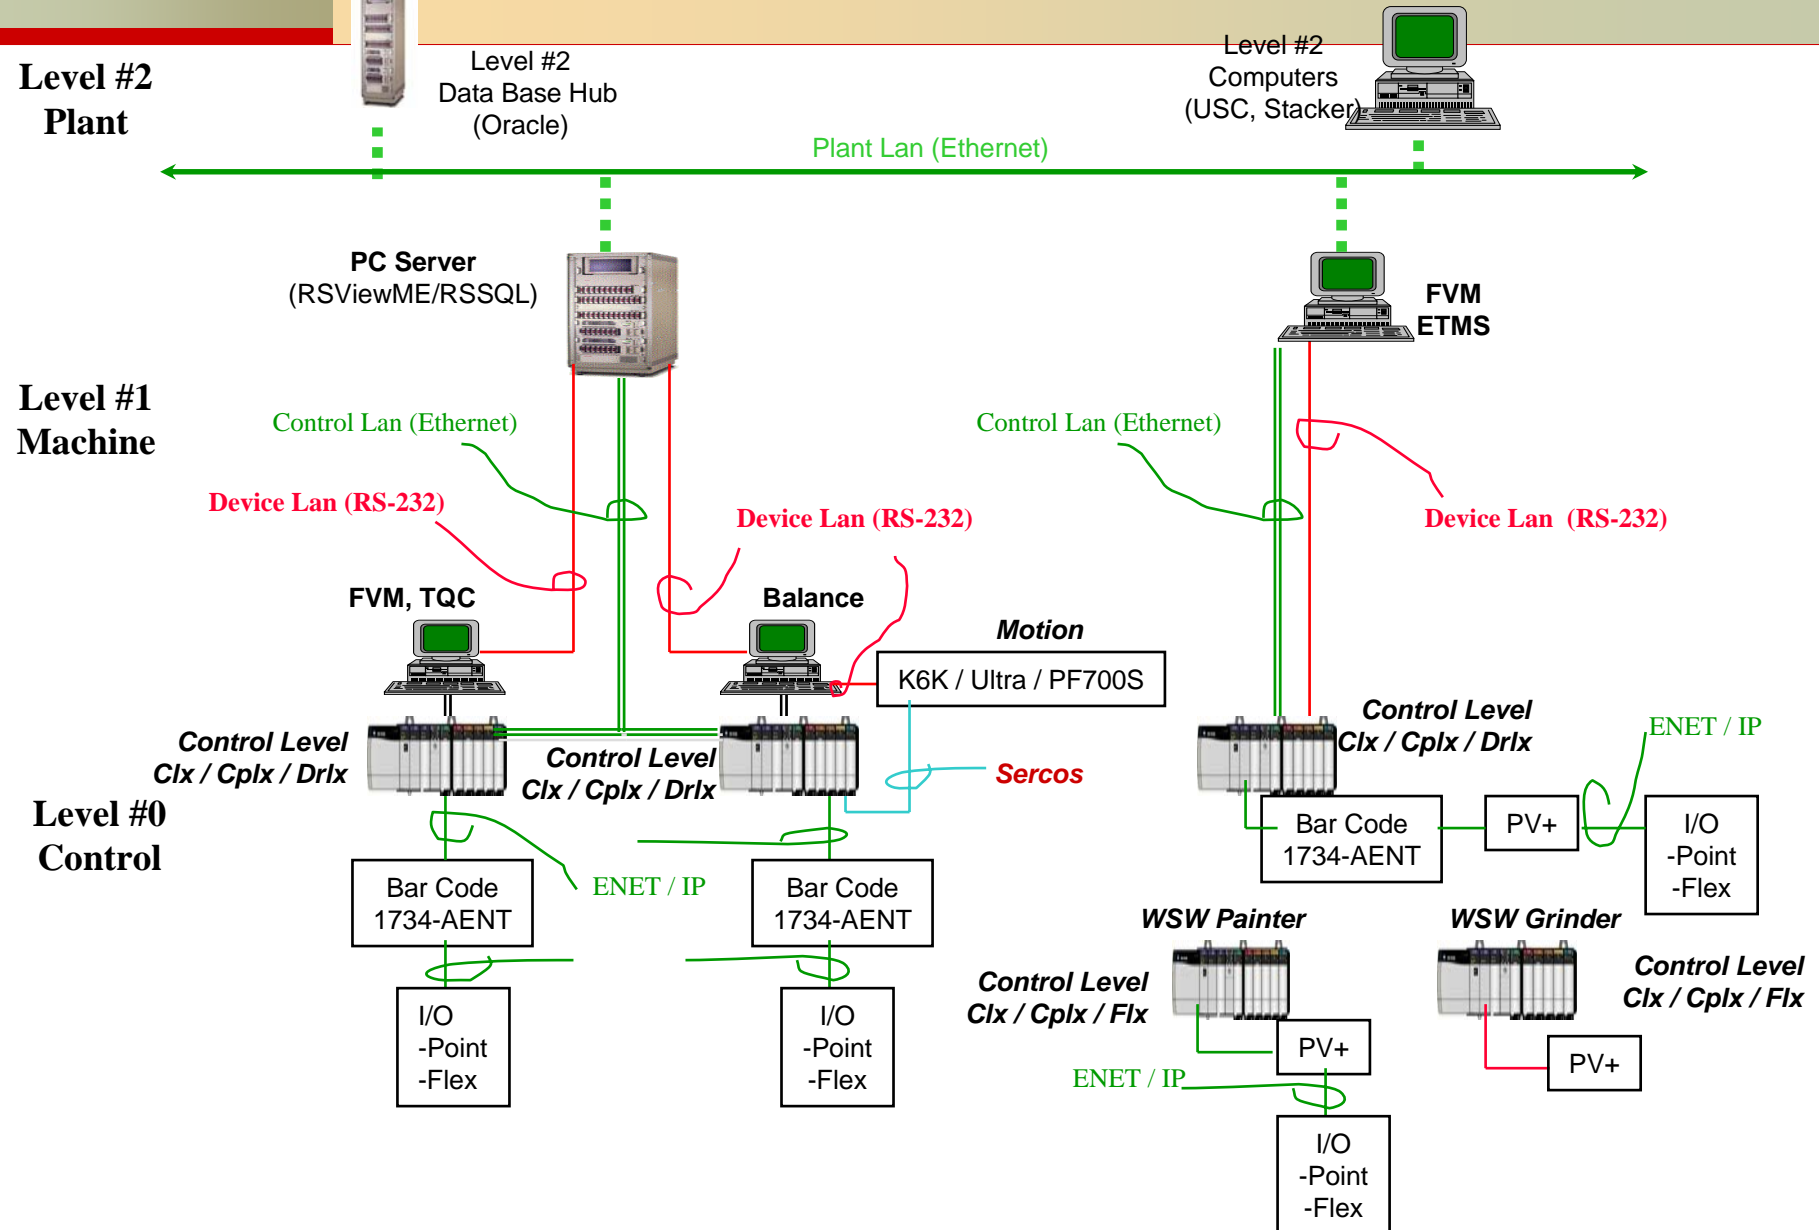 Level #2
Plant
Level #2
Data Base Hub
(Oracle)
Level #2
Computers
(USC, Stacker)
Plant Lan (Ethernet)
PC Server
(RSViewME/RSSQL)
FVM
ETMS
Level #1
Machine
Control Lan (Ethernet)
Control Lan (Ethernet)
Device Lan (RS-232)
Device Lan (RS-232)
Device Lan (RS-232)
FVM, TQC
Balance
Motion
K6K / Ultra / PF700S
Control Level
Clx / Cplx / Drlx
Control Level
Clx / Cplx / Drlx
Sercos
Control Level
Clx / Cplx / Drlx
ENET / IP
Level #0
Control
Bar Code
1734-AENT
PV+
I/O
-Point
-Flex
Bar Code
1734-AENT
ENET / IP
Bar Code
1734-AENT
WSW Painter
WSW Grinder
Control Level
Clx / Cplx / Flx
Control Level
Clx / Cplx / Flx
I/O
-Point
-Flex
I/O
-Point
-Flex
PV+
PV+
ENET / IP
I/O
-Point
-Flex